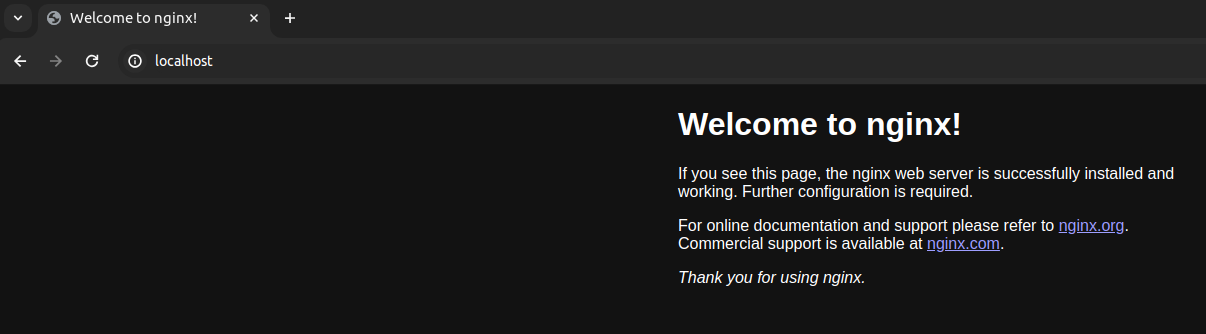 Welcome to nginx!
localhost
Welcome to nginx!
If you see this page, the nginx web server is successfully installed and
working. Further configuration is required.
For online documentation and support please refer to nginx.org.
Commercial support is available at nginx.com.
Thank you for using nginx.